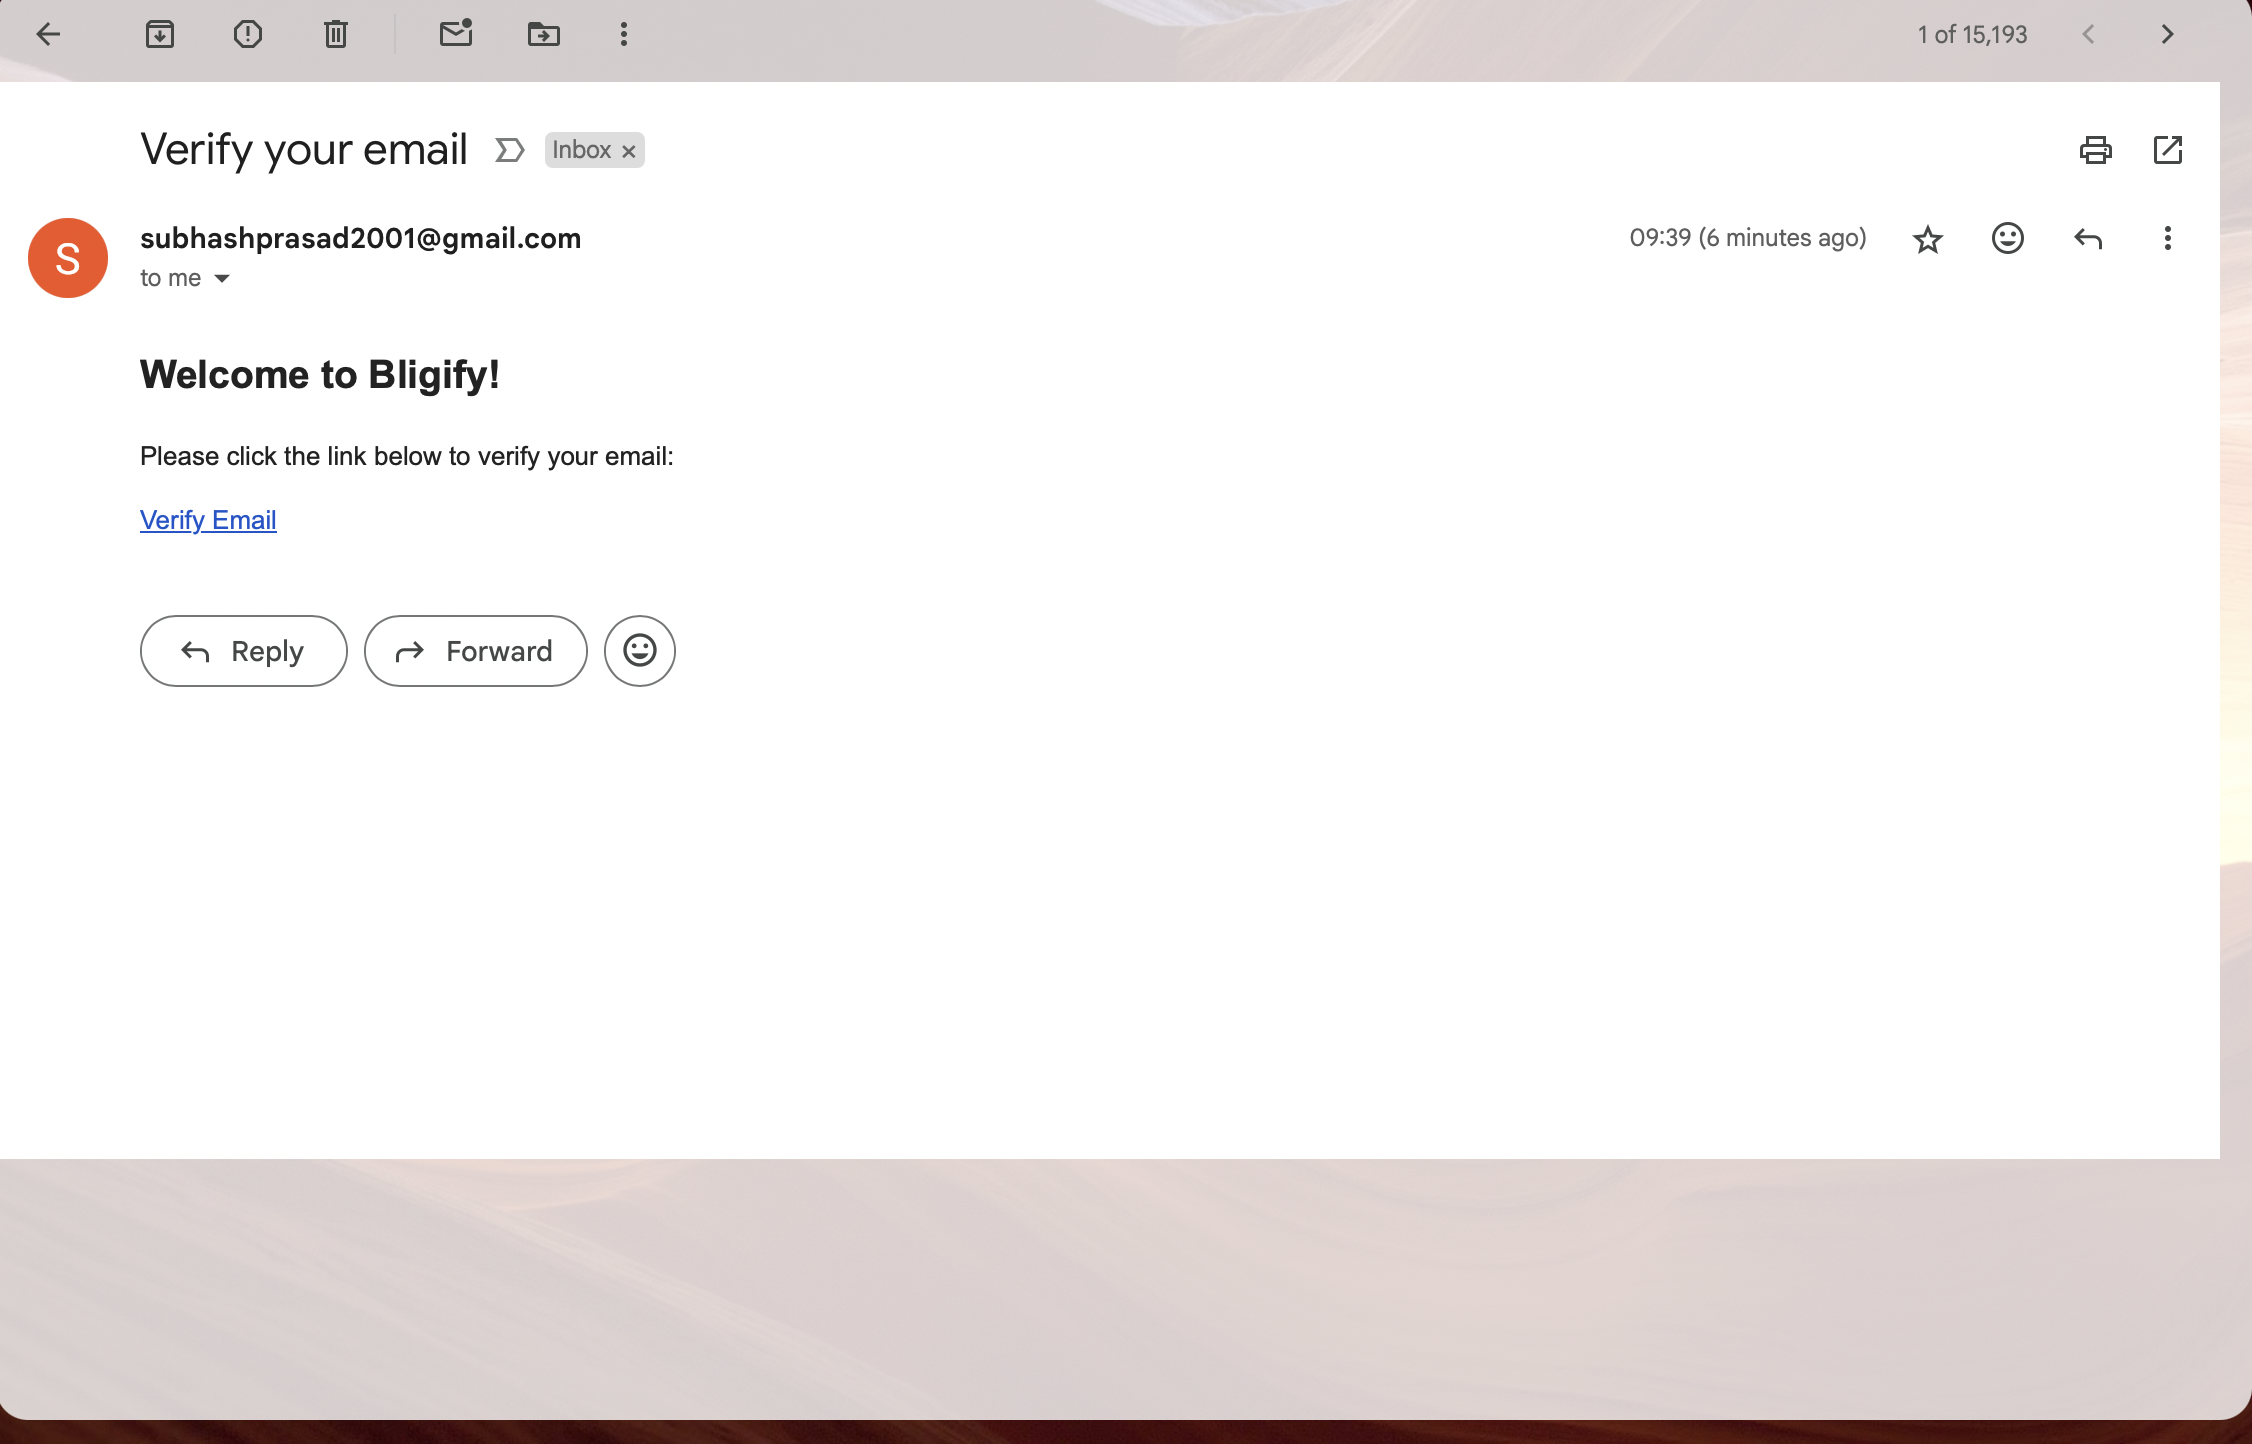 1 of 15,193
Verify your email
Inbox ×
S
subhashprasad2001@gmail.com
09:39 (6 minutes ago)
to me
Welcome to Bligify!
Please click the link below to verify your email:
Verify Email
Reply
Forward